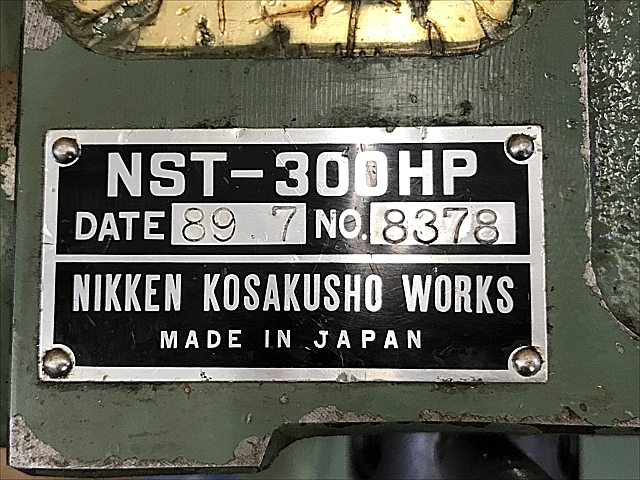 NST-300HP
DATE 89 7 NO. 8378
NIKKEN KOSAKUSHO WORKS
MADE IN JAPAN